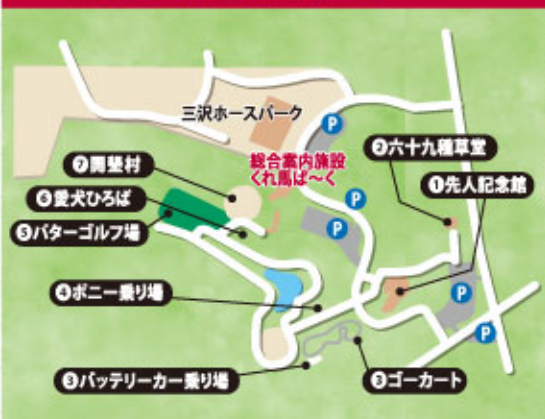 三沢ホースパーク
P
❷六十九種草堂
総合案内施設
くれ馬ぱ〜く
❼開墾村
❶先人記念館
❻愛犬ひろば
P
❺パターゴルフ場
P
❹ポニー乗り場
P
P
❸バッテリーカー乗り場
❸ゴーカート